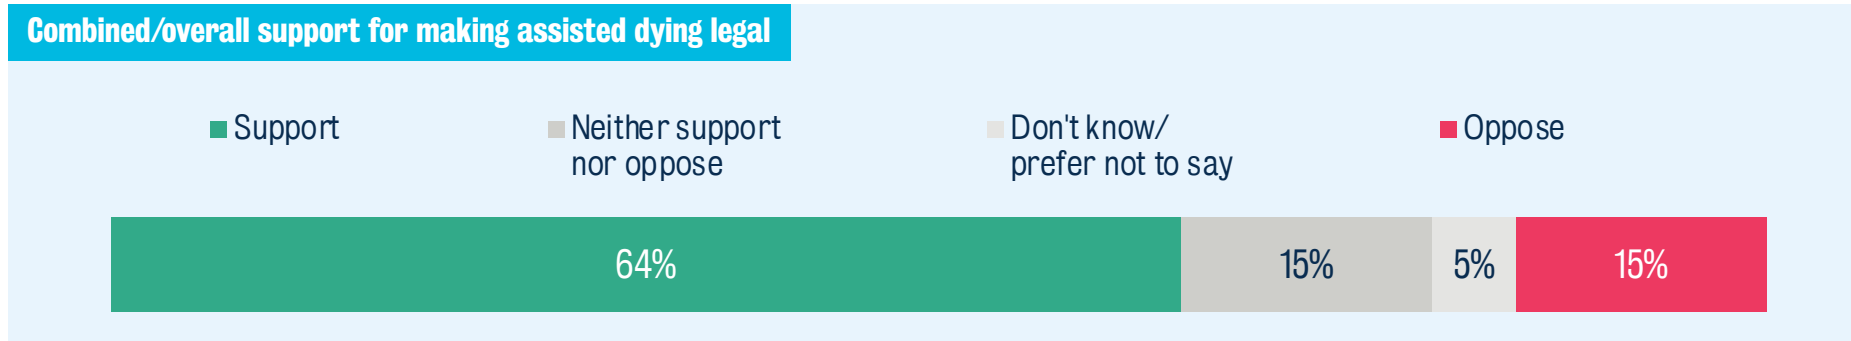 Combined/overall support for making assisted dying legal
Support
Neither support
nor oppose
Don't know/
prefer not to say
Oppose
64%
15%
5%
15%